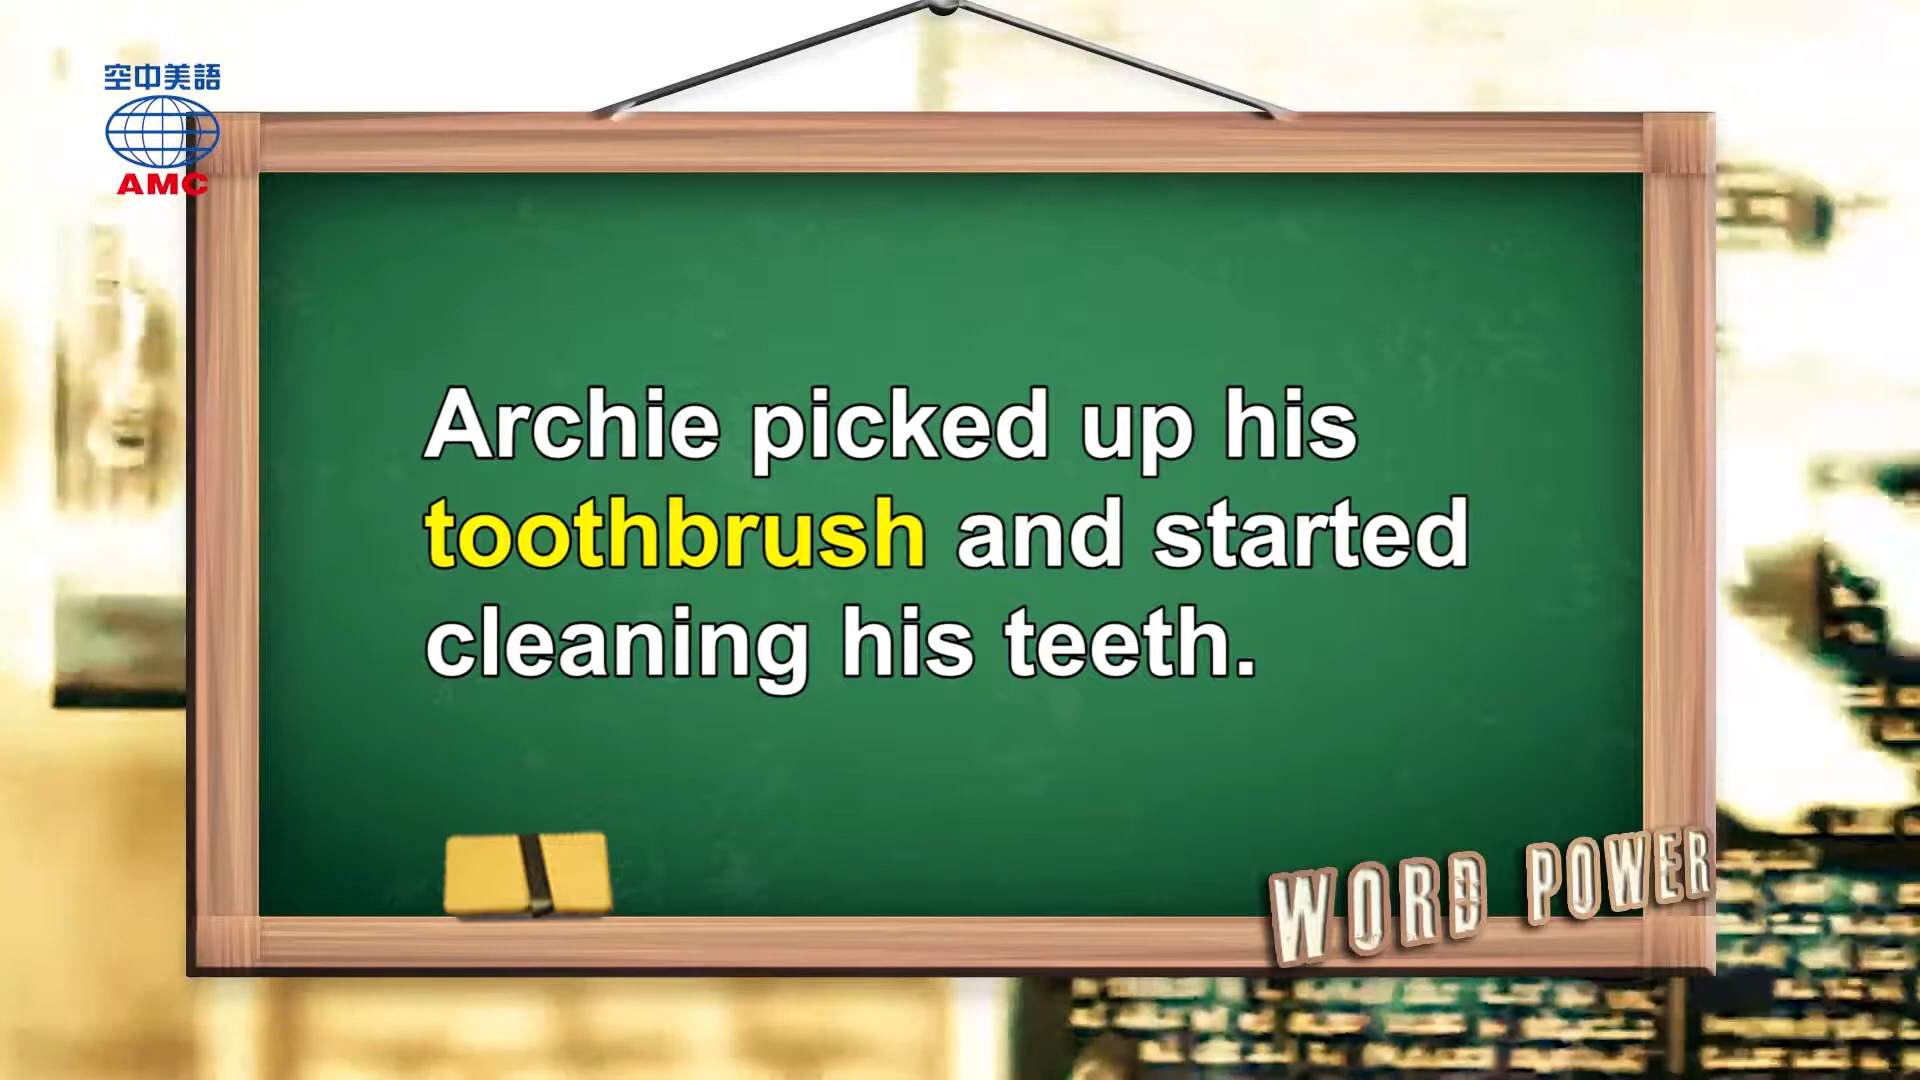 空中美語
AMC
Archie picked up his
toothbrush and started
cleaning his teeth.
WORD POWER